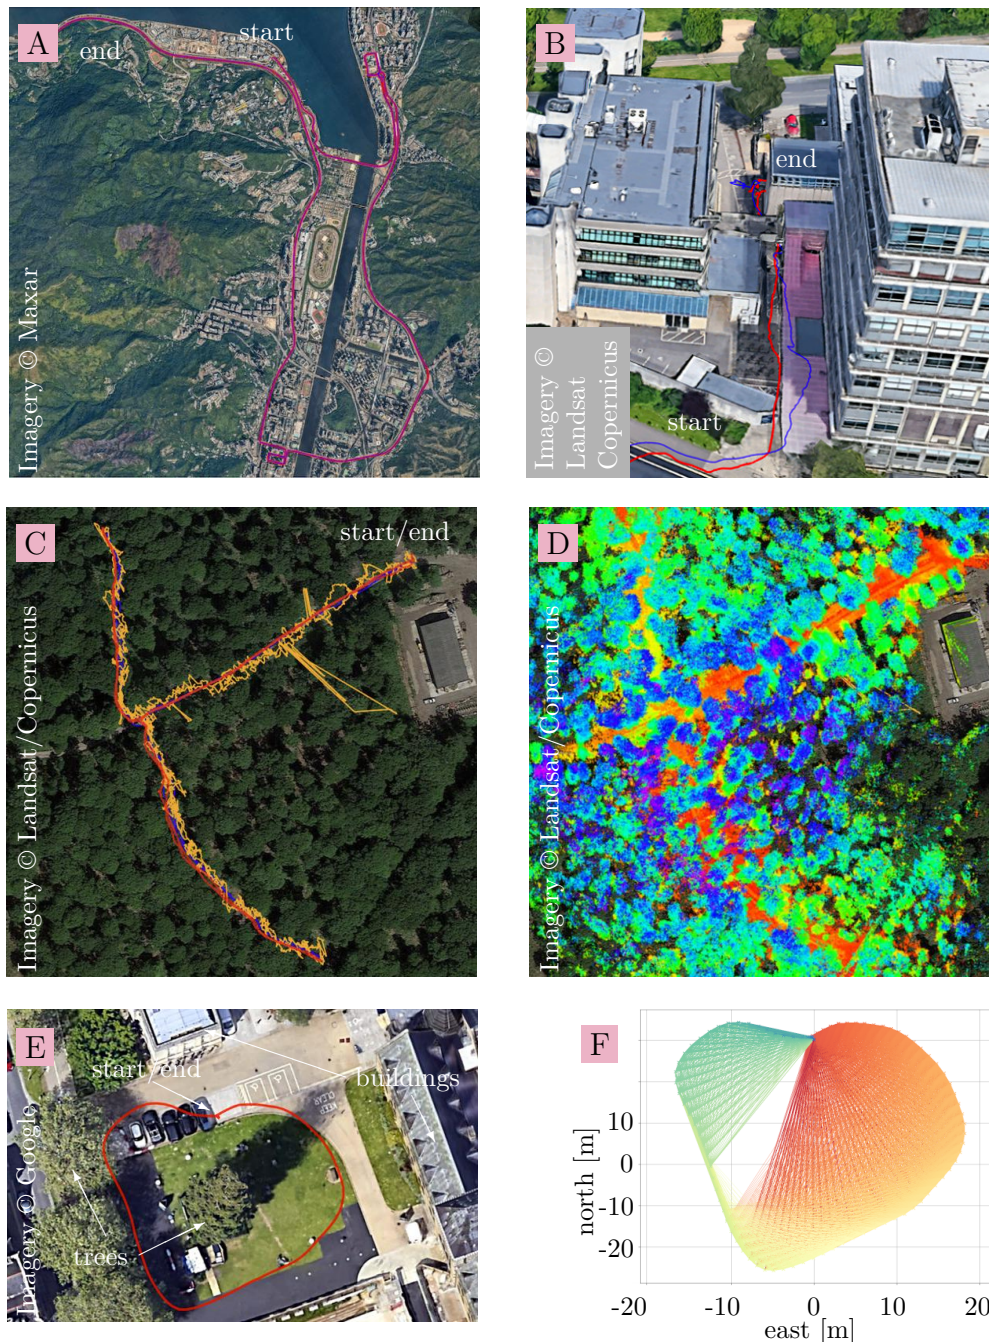 A
end
start
Imagery © Maxar
B
end
start
Imagery ©
Landsat
Copernicus
C
start/end
Imagery © Landsat/Copernicus
D
Imagery © Landsat/Copernicus
E
start/end
buildings
trees
Imagery © Google
F
north [m]
10
0
-10
-20
-20
-10
0
10
20
east [m]